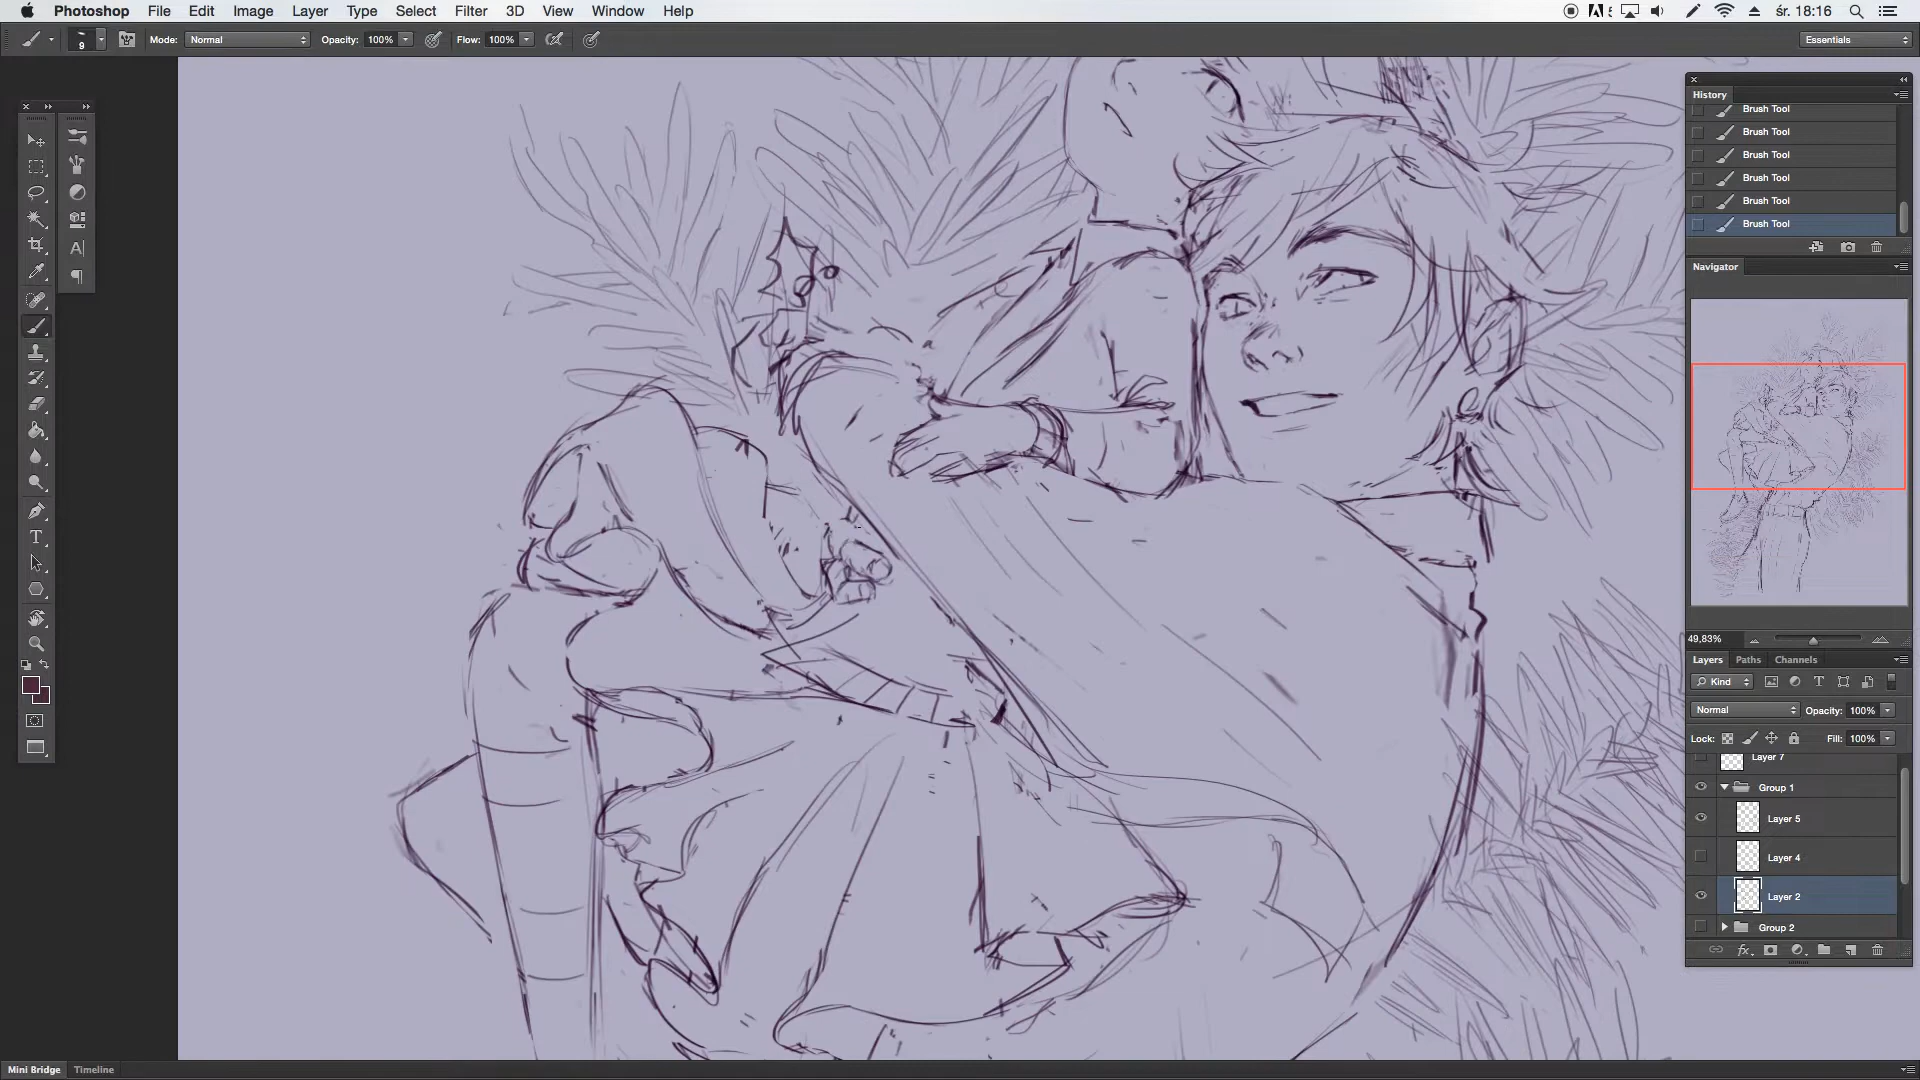 Photoshop File Edit Image Layer Type Select Filter 3D View Window Help 5 śr. 18:16
9 Mode: Normal Opacity: 100% Flow: 100% Essentials
History
Brush Tool
Brush Tool
Brush Tool
Brush Tool
Brush Tool
Brush Tool
Navigator
49,83%
Layers Paths Channels
Kind
Normal Opacity: 100%
Lock: Fill: 100%
Layer 7
Group 1
Layer 5
Layer 4
Layer 2
Group 2
Mini Bridge Timeline